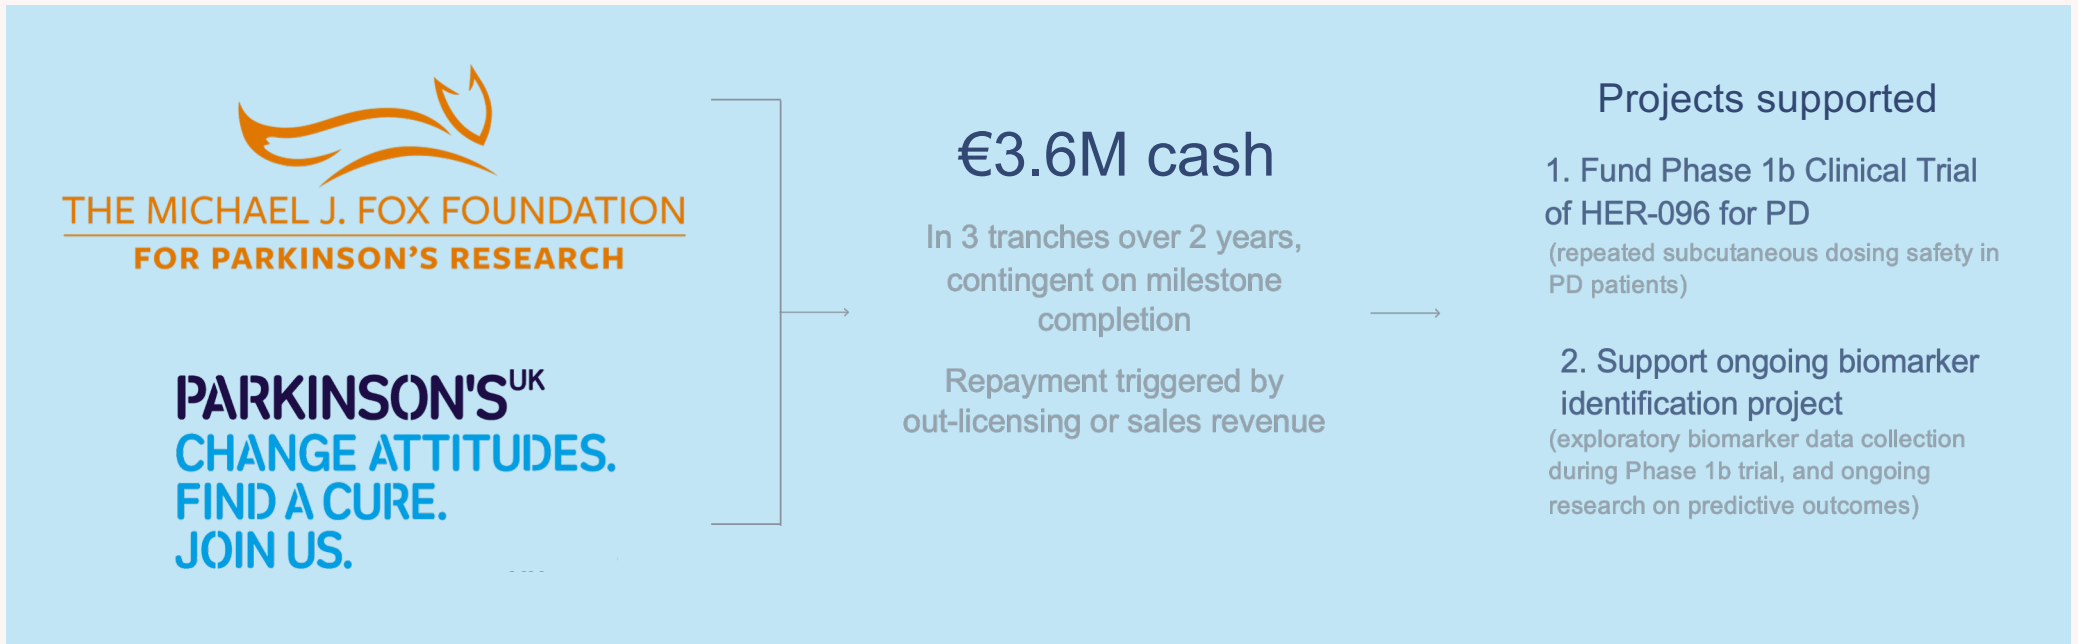 THE MICHAEL J. FOX FOUNDATION
FOR PARKINSON'S RESEARCH
PARKINSON'S UK
CHANGE ATTITUDES.
FIND A CURE.
JOIN US.
€3.6M cash
In 3 tranches over 2 years,
contingent on milestone
completion
Repayment triggered by
out-licensing or sales revenue
Projects supported
1. Fund Phase 1b Clinical Trial
of HER-096 for PD
(repeated subcutaneous dosing safety in
PD patients)
2. Support ongoing biomarker
identification project
(exploratory biomarker data collection
during Phase 1b trial, and ongoing
research on predictive outcomes)